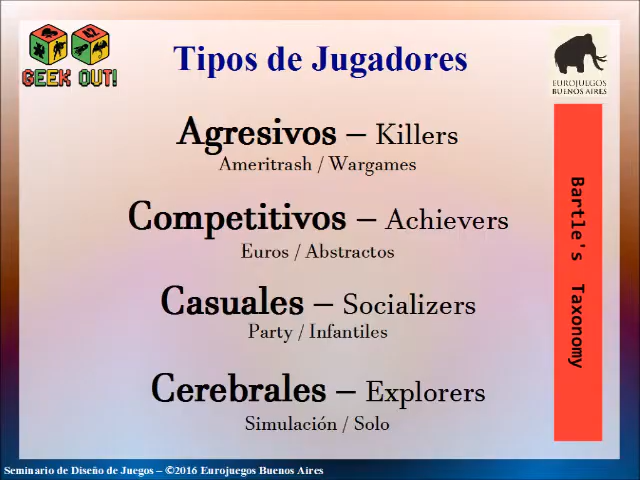 GEEK OUT!
Tipos de Jugadores
EUROJUEGOS
BUENOS AIRES
Agresivos – Killers
Ameritrash / Wargames
Competitivos – Achievers
Euros / Abstractos
Casuales – Socializers
Party / Infantiles
Cerebrales – Explorers
Simulación / Solo
Bartle's Taxonomy
Seminario de Diseño de Juegos – ©2016 Eurojuegos Buenos Aires